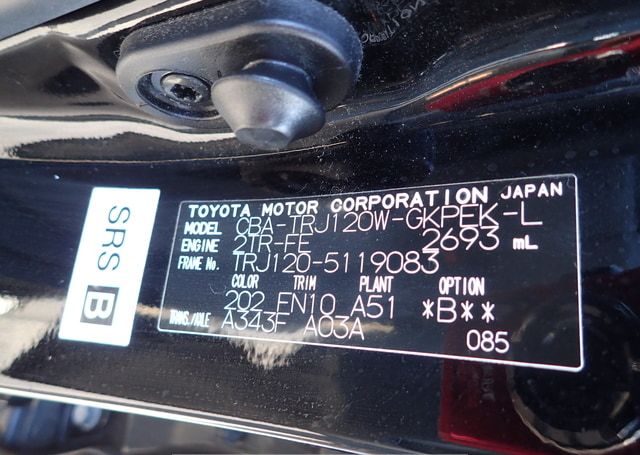 SRS B
TOYOTA MOTOR CORPORATION JAPAN
MODEL CBA-TRJ120W-GKPEK-L
ENGINE 2TR-FE 2693 mL
FRAME No. TRJ120-5119083
COLOR TRIM PLANT OPTION
202 EN10 A51 *B**
TRANS./AXLE A343F A03A
085